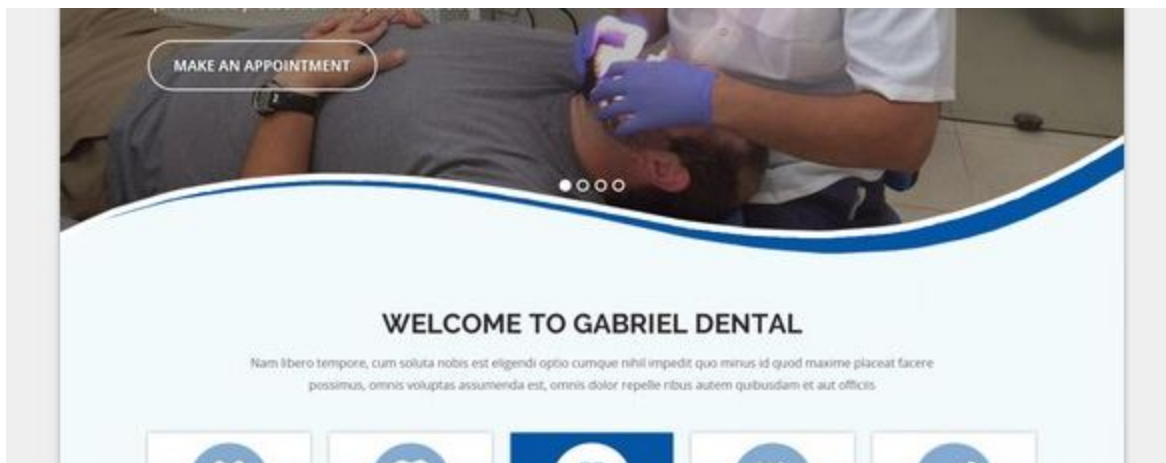 MAKE AN APPOINTMENT
WELCOME TO GABRIEL DENTAL
Nam libero tempore, cum soluta nobis est eligendi optio cumque nihil impedit quo minus id quod maxime placeat facere
possimus, omnis voluptas assumenda est, omnis dolor repelle ribus autem quibusdam et aut officiis